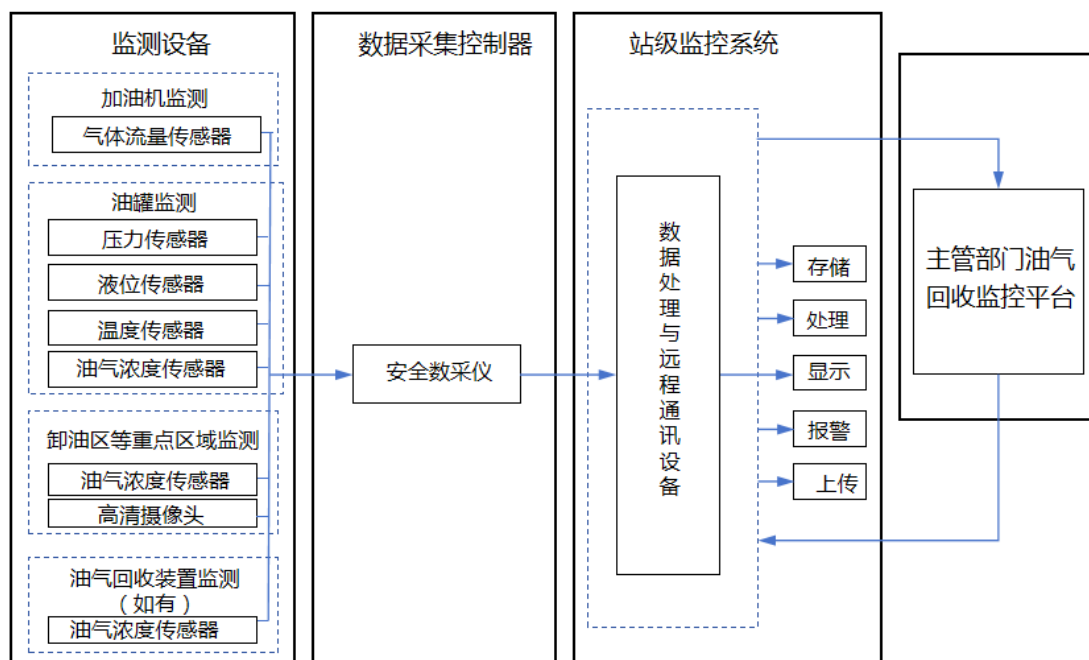 监测设备
加油机监测
气体流量传感器
油罐监测
压力传感器
液位传感器
温度传感器
油气浓度传感器
卸油区等重点区域监测
油气浓度传感器
高清摄像头
油气回收装置监测
（如有）
油气浓度传感器
数据采集控制器
安全数采仪
站级监控系统
数据处理与远程通讯设备
存储
处理
显示
报警
上传
主管部门油气
回收监控平台